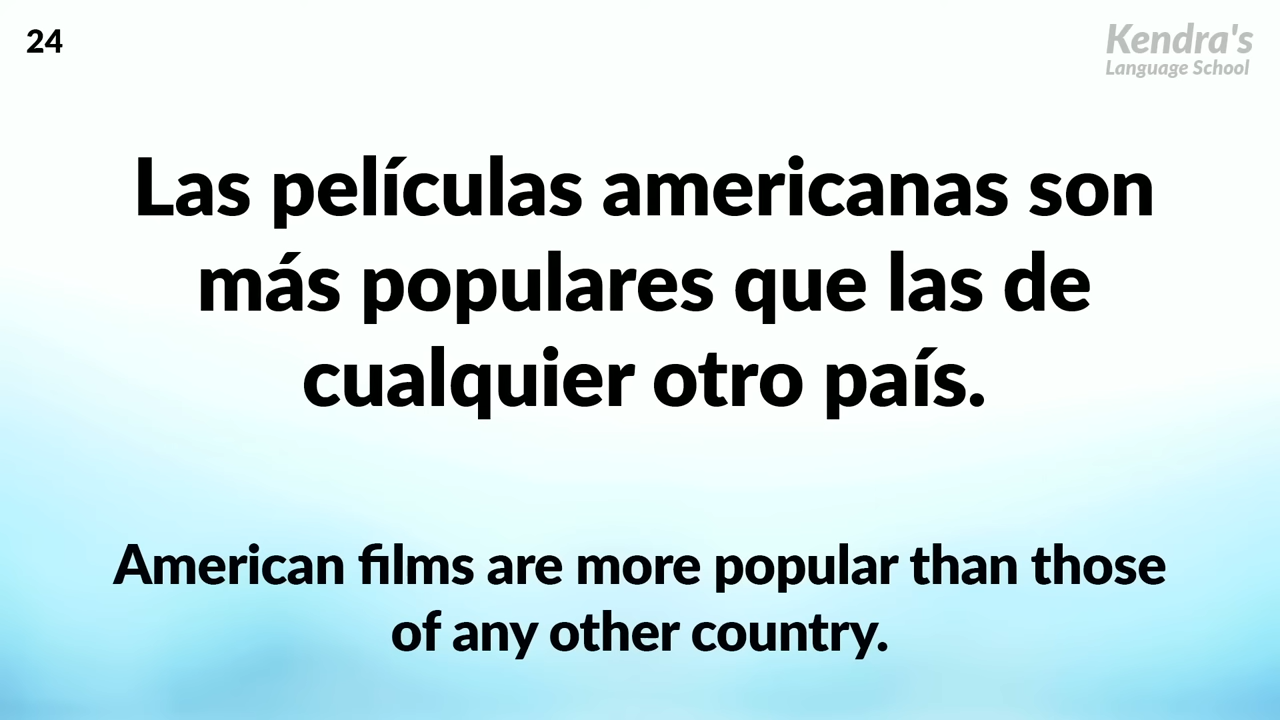 24
Kendra's
Language School
Las películas americanas son
más populares que las de
cualquier otro país.
American films are more popular than those
of any other country.